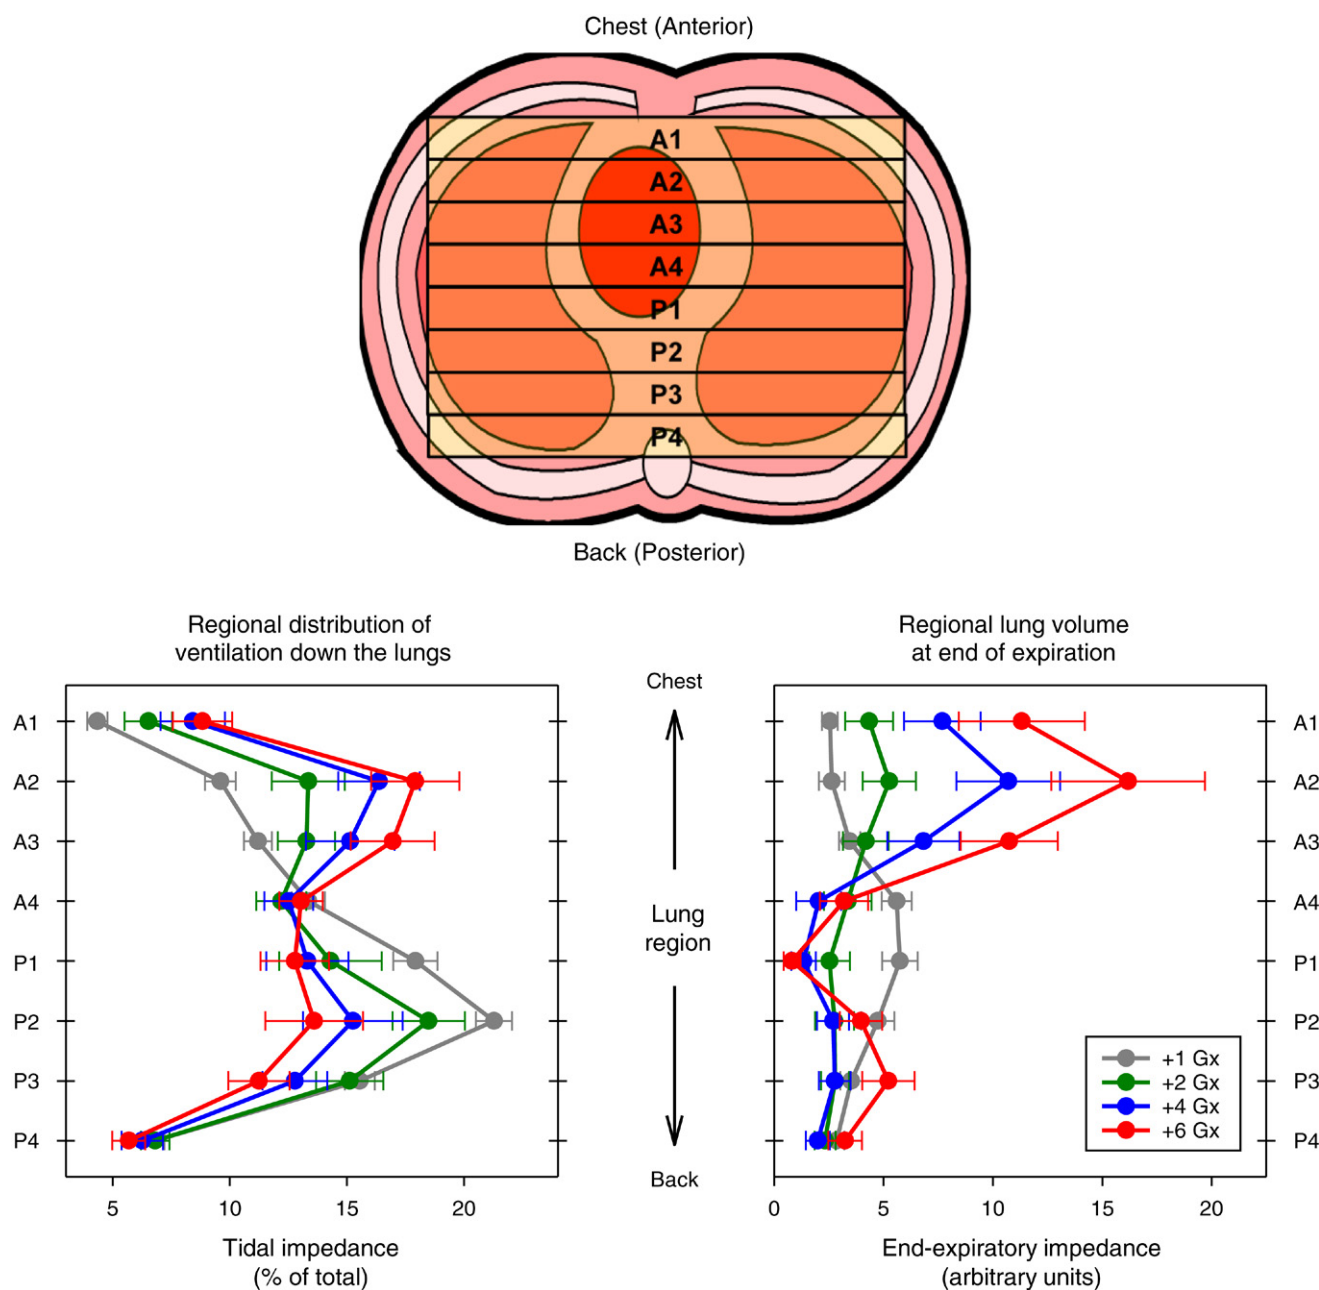 Chest (Anterior)
A1
A2
A3
A4
P1
P2
P3
P4
Back (Posterior)
Regional distribution of
ventilation down the lungs
A1
A2
A3
A4
P1
P2
P3
P4
5 10 15 20
Tidal impedance
(% of total)
Chest
Lung
region
Back
Regional lung volume
at end of expiration
A1
A2
A3
A4
P1
P2
P3
P4
+1 Gx
+2 Gx
+4 Gx
+6 Gx
0 5 10 15 20
End-expiratory impedance
(arbitrary units)